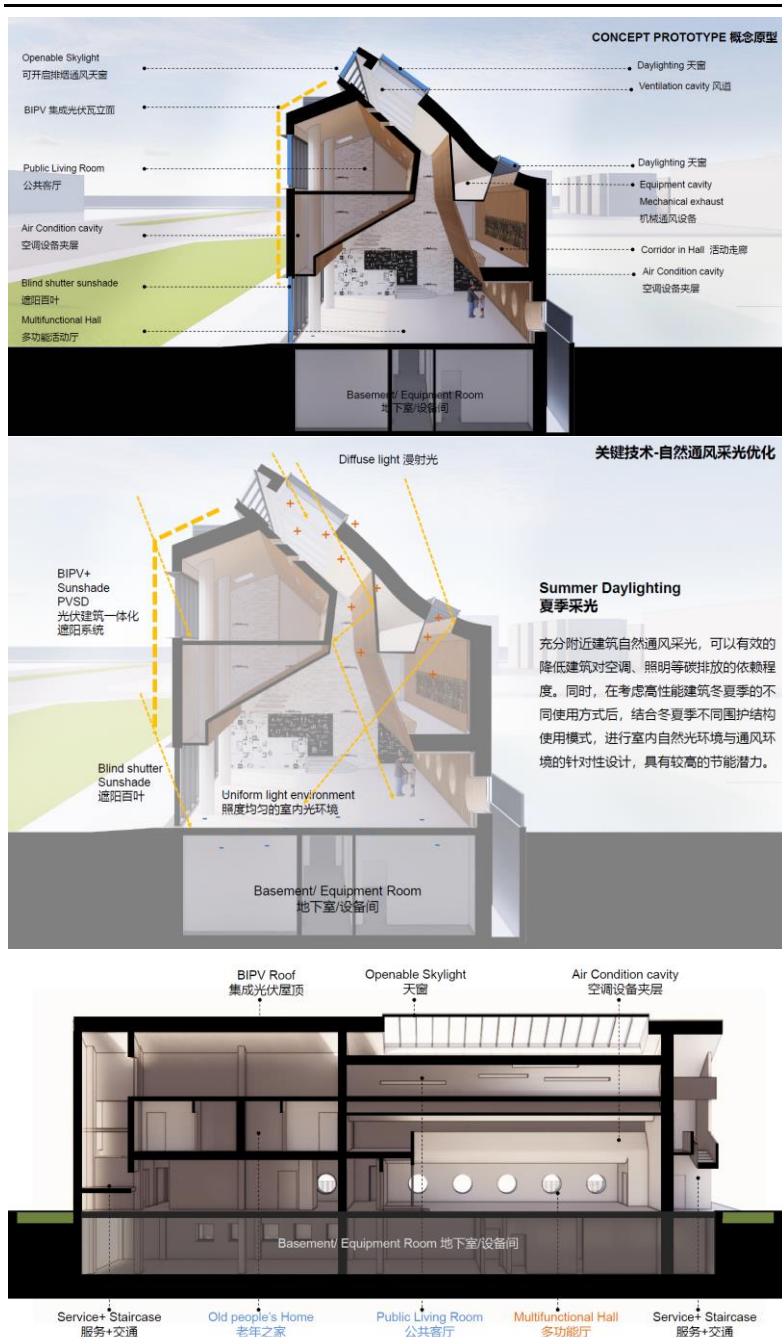 CONCEPT PROTOTYPE 概念原型
Openable Skylight
可开启排烟通风天窗
BIPV 集成光伏瓦立面
Public Living Room
公共客厅
Air Condition cavity
空调设备夹层
Blind shutter sunshade
遮阳百叶
Multifunctional Hall
多功能活动厅
Daylighting 天窗
Ventilation cavity 风道
Daylighting 天窗
Equipment cavity
Mechanical exhaust
机械通风设备
Corridor in Hall 活动走廊
Air Condition cavity
空调设备夹层
Basement/ Equipment Room
地下室/设备间
关键技术-自然通风采光优化
Diffuse light 漫射光
BIPV+
Sunshade
PVSD
光伏建筑一体化
遮阳系统
Blind shutter
Sunshade
遮阳百叶
Uniform light environment
照度均匀的室内光环境
Basement/ Equipment Room
地下室/设备间
Summer Daylighting
夏季采光
充分附近建筑自然通风采光，可以有效的
降低建筑对空调、照明等碳排放的依赖程
度。同时，在考虑高性能建筑冬夏季的不
同使用方式后，结合冬夏季不同围护结构
使用模式，进行室内自然光环境与通风环
境的针对性设计，具有较高的节能潜力。
BIPV Roof
集成光伏屋顶
Openable Skylight
天窗
Air Condition cavity
空调设备夹层
Basement/ Equipment Room 地下室/设备间
Service+ Staircase
服务+交通
Old people's Home
老年之家
Public Living Room
公共客厅
Multifunctional Hall
多功能厅
Service+ Staircase
服务+交通